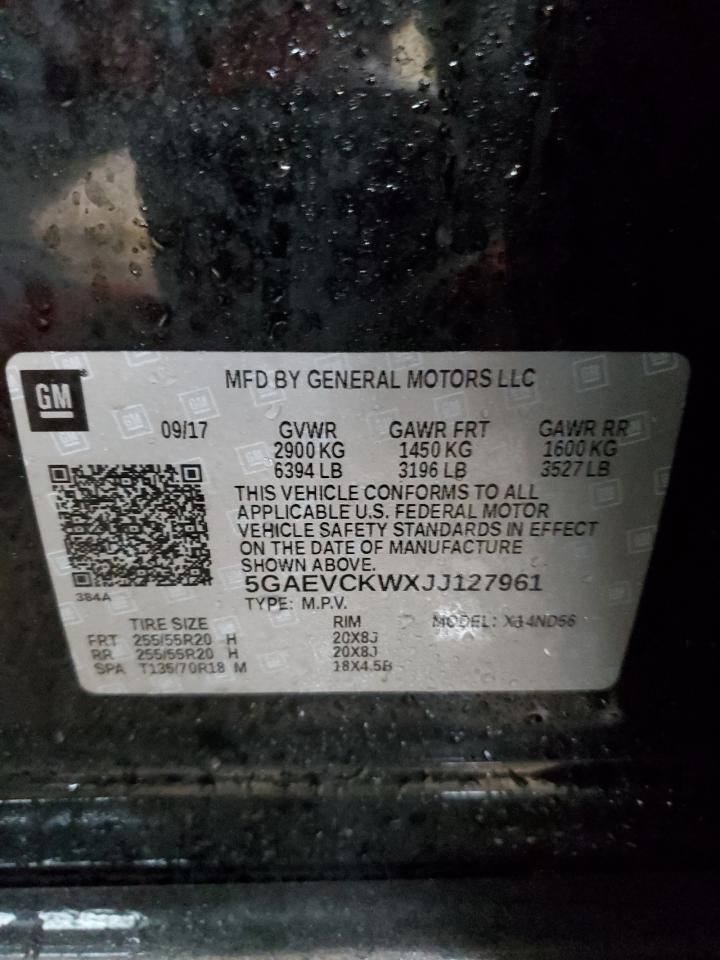 GM
MFD BY GENERAL MOTORS LLC
09/17 GVWR GAWR FRT GAWR RR
2900 KG 1450 KG 1600 KG
6394 LB 3196 LB 3527 LB
THIS VEHICLE CONFORMS TO ALL
APPLICABLE U.S. FEDERAL MOTOR
VEHICLE SAFETY STANDARDS IN EFFECT
ON THE DATE OF MANUFACTURE
SHOWN ABOVE.
384A
5GAEVCKWXJJ127961
TYPE: M.P.V.
TIRE SIZE RIM MODEL:
FRT 255/55R20 H 20X8J
RR 255/55R20 H 20X8J
SPA T135/70R18 M 18X4.5B